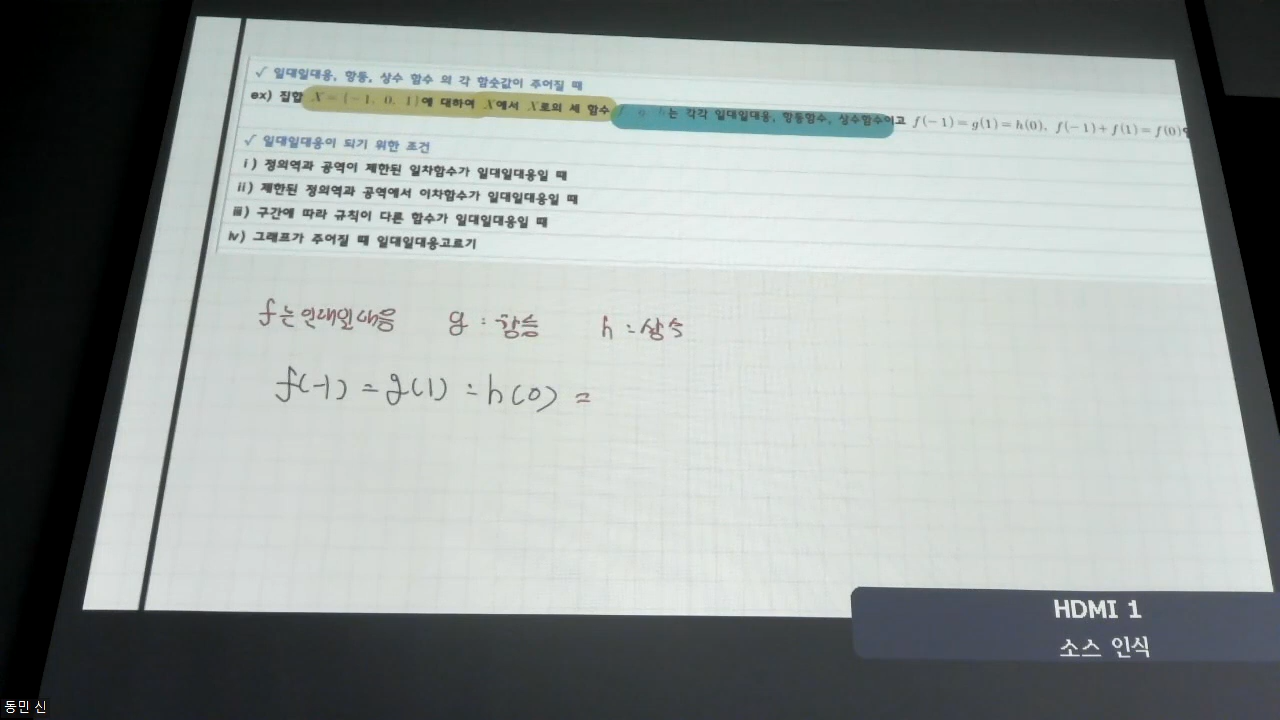 ✓ 일대일대응, 항등, 상수 함수 의 각 함숫값이 주어질 때
ex) 집합 X = {-1, 0, 1}에 대하여 X에서 X로의 세 함수 는 각각 일대일대응, 항등함수, 상수함수이고 f(-1) = g(1) = h(0), f(-1) + f(1) = f(0)
✓ 일대일대응이 되기 위한 조건
i) 정의역과 공역이 제한된 일차함수가 일대일대응일 때
ii) 제한된 정의역과 공역에서 이차함수가 일대일대응일 때
iii) 구간에 따라 규칙이 다른 함수가 일대일대응일 때
iv) 그래프가 주어질 때 일대일대응고르기
f는 일대일대응 g : 항등 h : 상수
f(-1) = g(1) = h(0) =
HDMI 1
소스 인식
동민 신